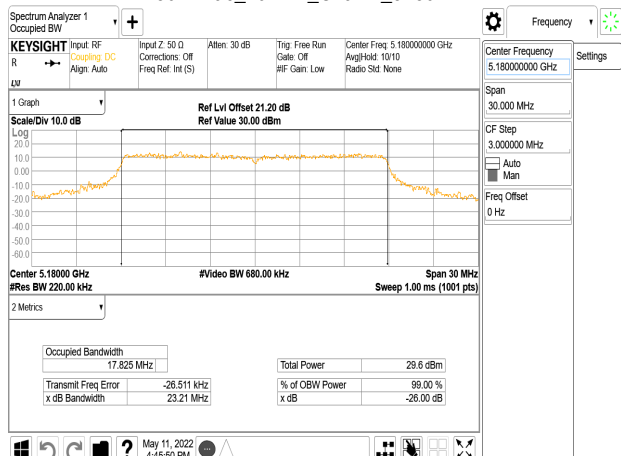 Spectrum Analyzer 1
Occupied BW
Frequency
KEYSIGHT
R
LXI
Input: RF
Coupling: DC
Align: Auto
Input Z: 50 Ω
Corrections: Off
Freq Ref: Int (S)
Atten: 30 dB
Trig: Free Run
Gate: Off
#IF Gain: Low
Center Freq: 5.180000000 GHz
Avg|Hold: 10/10
Radio Std: None
Center Frequency
5.180000000 GHz
Settings
Span
30.000 MHz
CF Step
3.000000 MHz
Auto
Man
Freq Offset
0 Hz
1 Graph
Scale/Div 10.0 dB
Ref Lvl Offset 21.20 dB
Ref Value 30.00 dBm
Log
20.0
10.0
0.00
-10.0
-20.0
-30.0
-40.0
-50.0
-60.0
Center 5.18000 GHz
#Res BW 220.00 kHz
#Video BW 680.00 kHz
Span 30 MHz
Sweep 1.00 ms (1001 pts)
2 Metrics
Occupied Bandwidth
17.825 MHz
Total Power 29.6 dBm
Transmit Freq Error -26.511 kHz
% of OBW Power 99.00 %
x dB Bandwidth 23.21 MHz
x dB -26.00 dB
May 11, 2022
4:45:50 PM